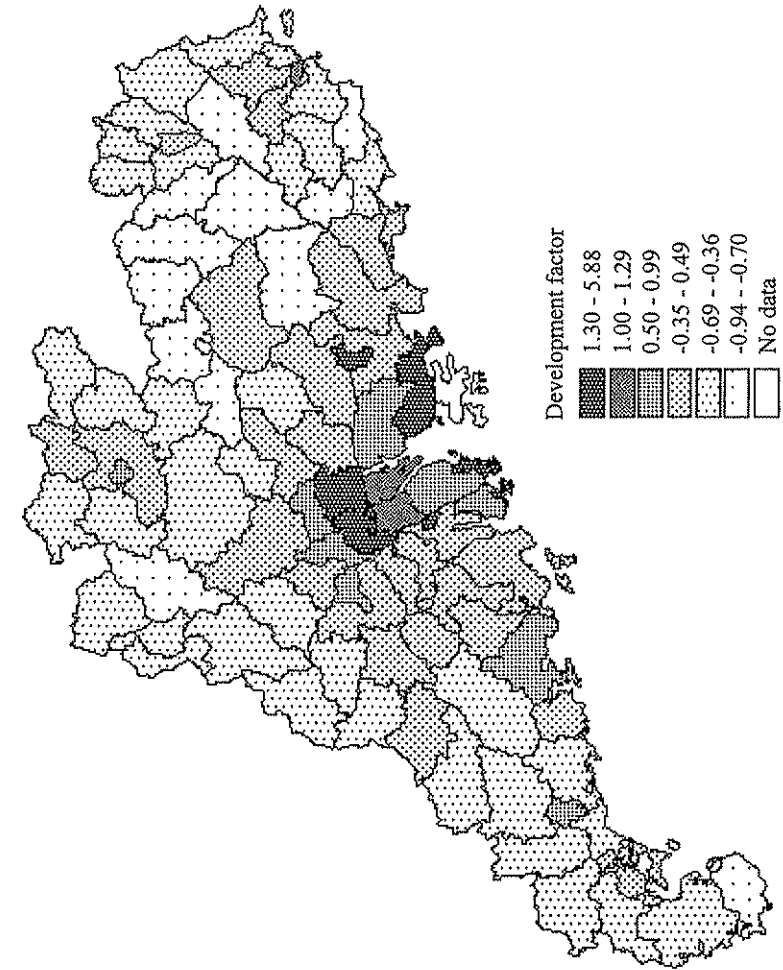 Development factor
1.30 - 5.88
1.00 - 1.29
0.50 - 0.99
-0.35 - 0.49
-0.69 - -0.36
-0.94 - -0.70
No data